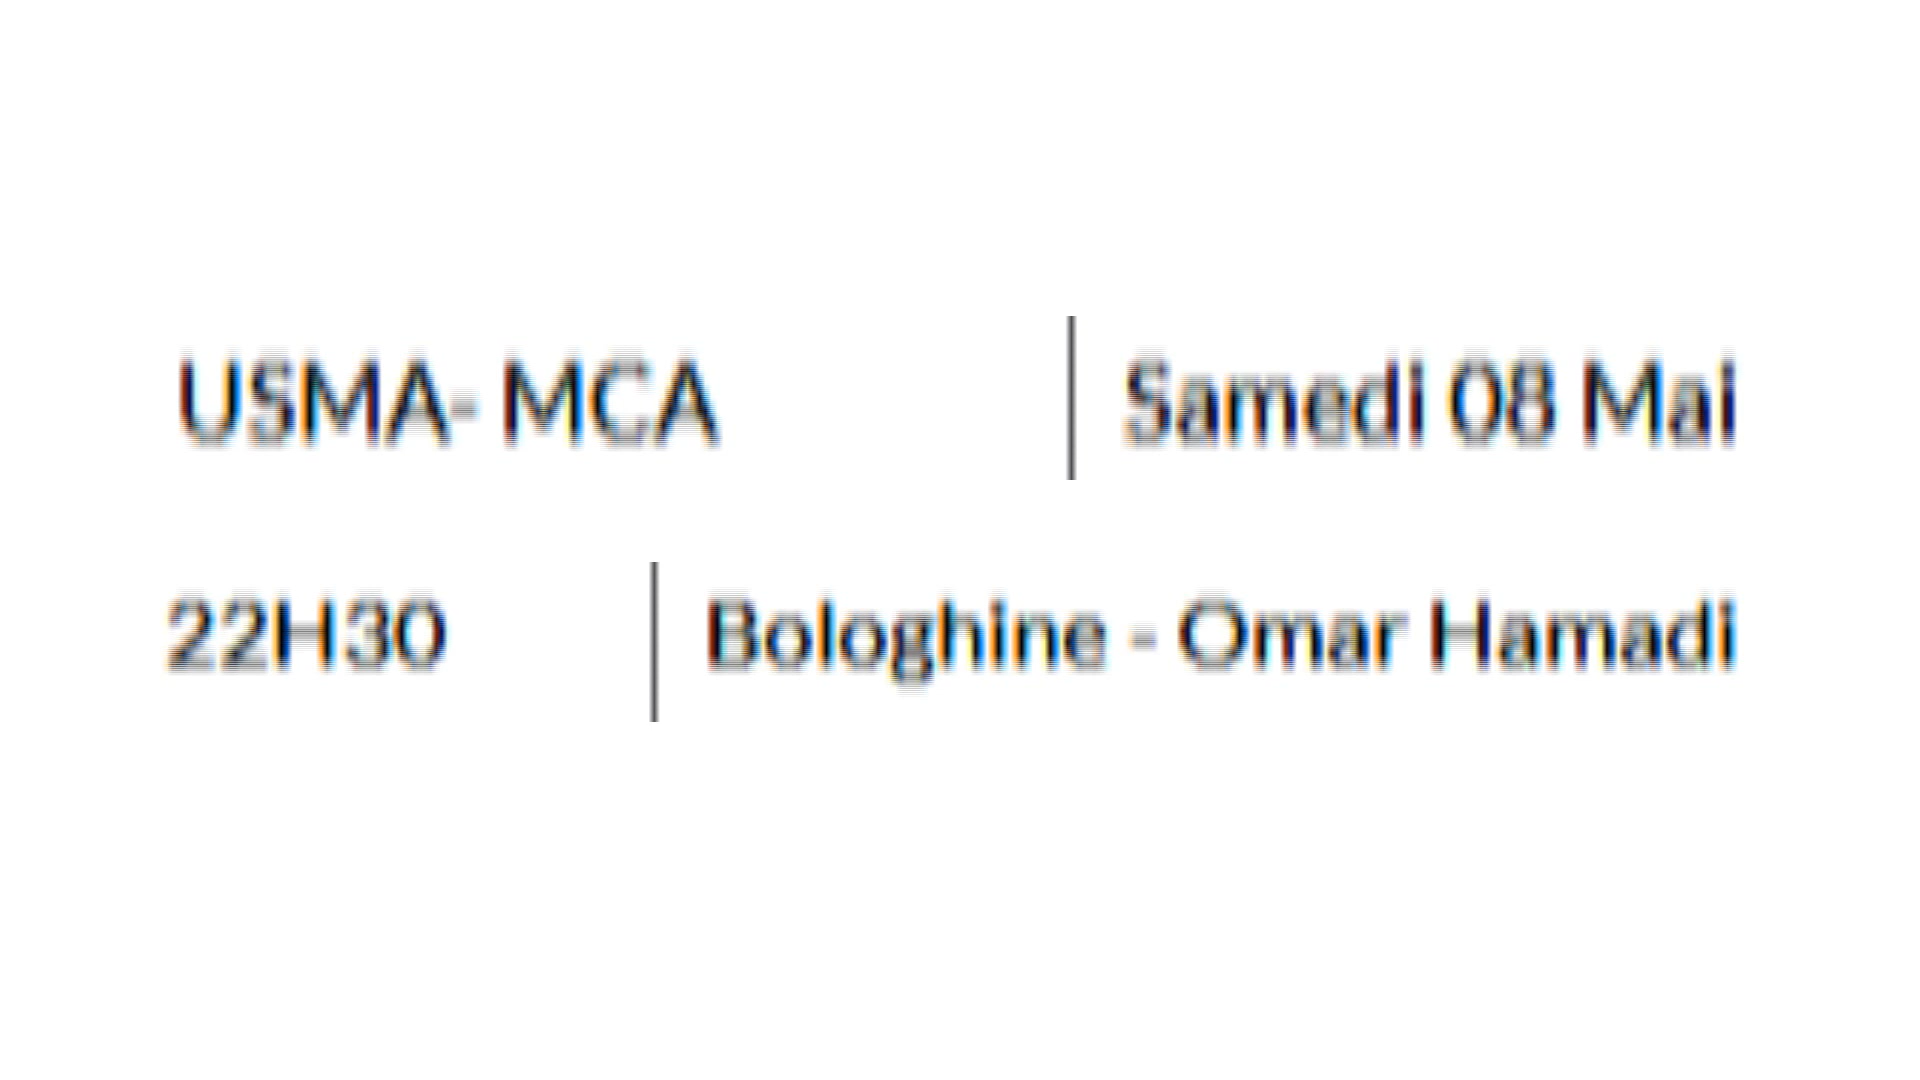 USMA- MCA | Samedi 08 Mai
22H30 | Bologhine - Omar Hamadi